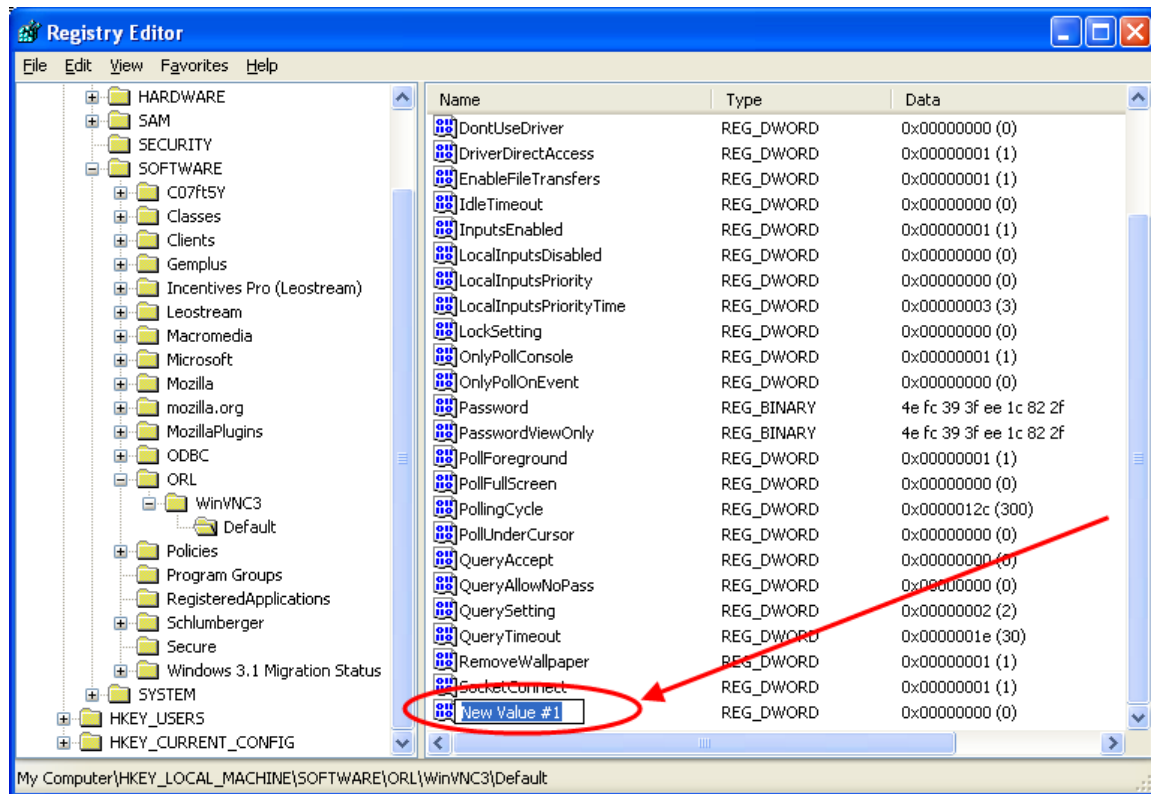 Registry Editor
File Edit View Favorites Help
HARDWARE
SAM
SECURITY
SOFTWARE
C07ft5Y
Classes
Clients
Gemplus
Incentives Pro (Leostream)
Leostream
Macromedia
Microsoft
Mozilla
mozilla.org
MozillaPlugins
ODBC
ORL
WinVNC3
Default
Policies
Program Groups
RegisteredApplications
Schlumberger
Secure
Windows 3.1 Migration Status
SYSTEM
HKEY_USERS
HKEY_CURRENT_CONFIG
Name Type Data
DontUseDriver REG_DWORD 0x00000000 (0)
DriverDirectAccess REG_DWORD 0x00000001 (1)
EnableFileTransfers REG_DWORD 0x00000001 (1)
IdleTimeout REG_DWORD 0x00000000 (0)
InputsEnabled REG_DWORD 0x00000001 (1)
LocalInputsDisabled REG_DWORD 0x00000000 (0)
LocalInputsPriority REG_DWORD 0x00000000 (0)
LocalInputsPriorityTime REG_DWORD 0x00000003 (3)
LockSetting REG_DWORD 0x00000000 (0)
OnlyPollConsole REG_DWORD 0x00000001 (1)
OnlyPollOnEvent REG_DWORD 0x00000000 (0)
Password REG_BINARY 4e fc 39 3f ee 1c 82 2f
PasswordViewOnly REG_BINARY 4e fc 39 3f ee 1c 82 2f
PollForeground REG_DWORD 0x00000001 (1)
PollFullScreen REG_DWORD 0x00000000 (0)
PollingCycle REG_DWORD 0x0000012c (300)
PollUnderCursor REG_DWORD 0x00000000 (0)
QueryAccept REG_DWORD 0x00000000 (0)
QueryAllowNoPass REG_DWORD 0x00000000 (0)
QuerySetting REG_DWORD 0x00000002 (2)
QueryTimeout REG_DWORD 0x0000001e (30)
RemoveWallpaper REG_DWORD 0x00000001 (1)
SocketConnect REG_DWORD 0x00000001 (1)
New Value #1 REG_DWORD 0x00000000 (0)
My Computer\HKEY_LOCAL_MACHINE\SOFTWARE\ORL\WinVNC3\Default